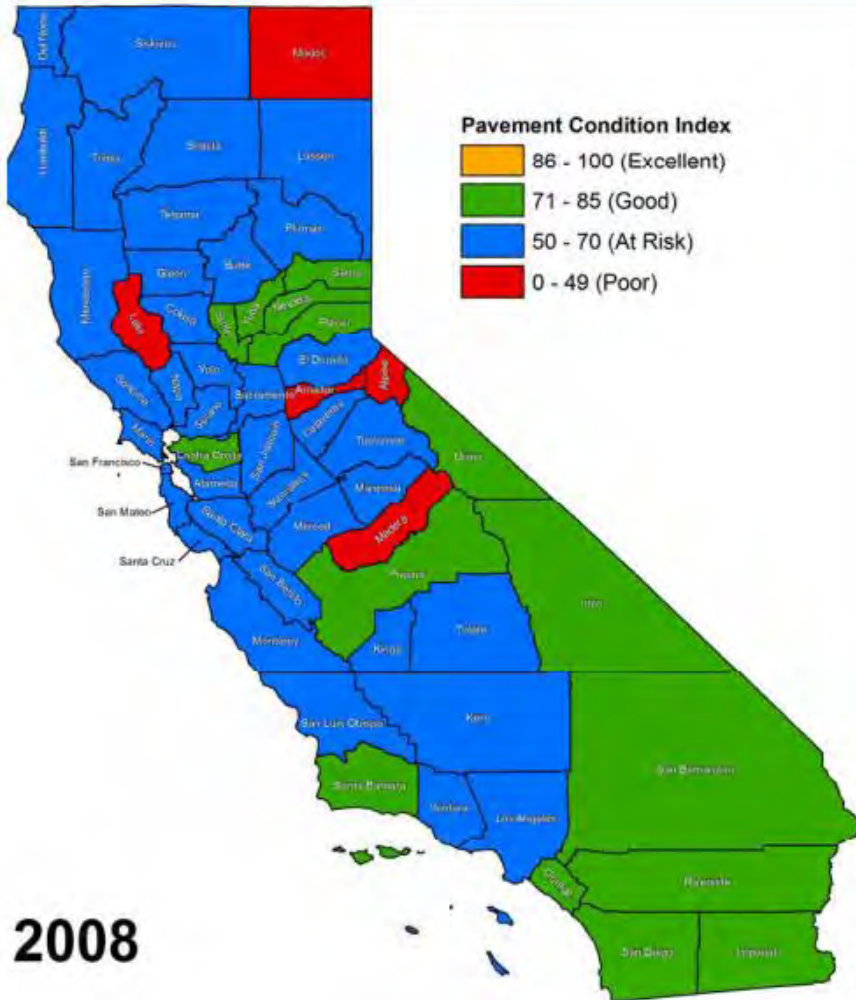 Del Norte
Siskiyou
Modoc
Pavement Condition Index
86 - 100 (Excellent)
71 - 85 (Good)
50 - 70 (At Risk)
0 - 49 (Poor)
Humboldt
Trinity
Shasta
Lassen
Tehama
Plumas
Mendocino
Glenn
Butte
Sierra
Lake
Colusa
Sutter
Yuba
Nevada
Placer
Sonoma
Napa
Yolo
El Dorado
Sacramento
Amador
Alpine
Marin
Solano
Calaveras
Tuolumne
Mono
San Francisco
Contra Costa
San Joaquin
Alameda
Stanislaus
Mariposa
San Mateo
Santa Clara
Merced
Madera
Santa Cruz
San Benito
Fresno
Inyo
Monterey
Kings
Tulare
San Luis Obispo
Kern
San Bernardino
Santa Barbara
Ventura
Los Angeles
Orange
Riverside
San Diego
Imperial
2008